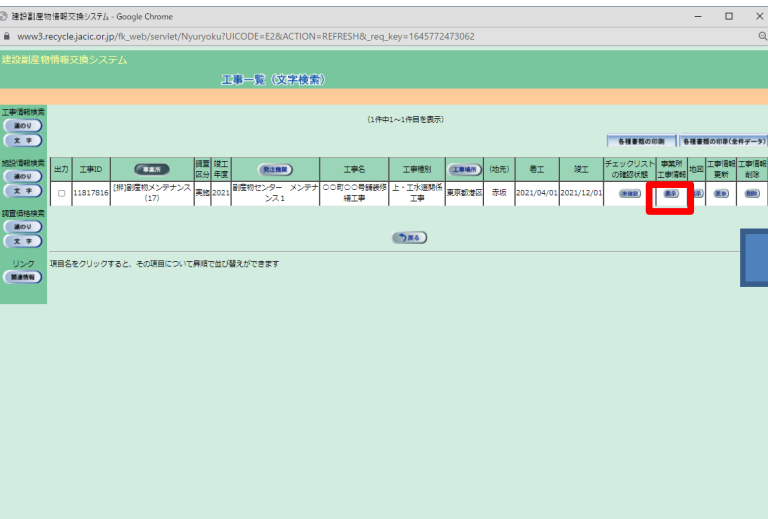 建設副産物情報交換システム - Google Chrome
www3.recycle.jacic.or.jp/fk_web/servlet/Nyuryoku?UICODE=E2&ACTION=REFRESH&_req_key=1645772473062
建設副産物情報交換システム
工事一覧（文字検索）
(1件中1～1件目を表示)
各種書類の印刷 各種書類の印刷(全件データ)
工事情報検索
道のり
文 字
施設情報検索
道のり
文 字
調査価格検索
道のり
文 字
リンク
関連情報
出力 工事ID 事業所 調査区分 竣工年度 発注機関 工事名 工事種別 工事場所 (地先) 着工 竣工 チェックリストの確認状態 事業所工事情報 地図 工事情報更新 工事情報削除
11817816 [排]副産物メンテナンス(17) 実施 2021 副産物センター メンテナンス１ 〇〇町〇〇号舗装修繕工事 上・工水道関係工事 東京都港区 赤坂 2021/04/01 2021/12/01 未確認 表示 更新 削除
戻る
項目名をクリックすると、その項目について昇順で並び替えができます